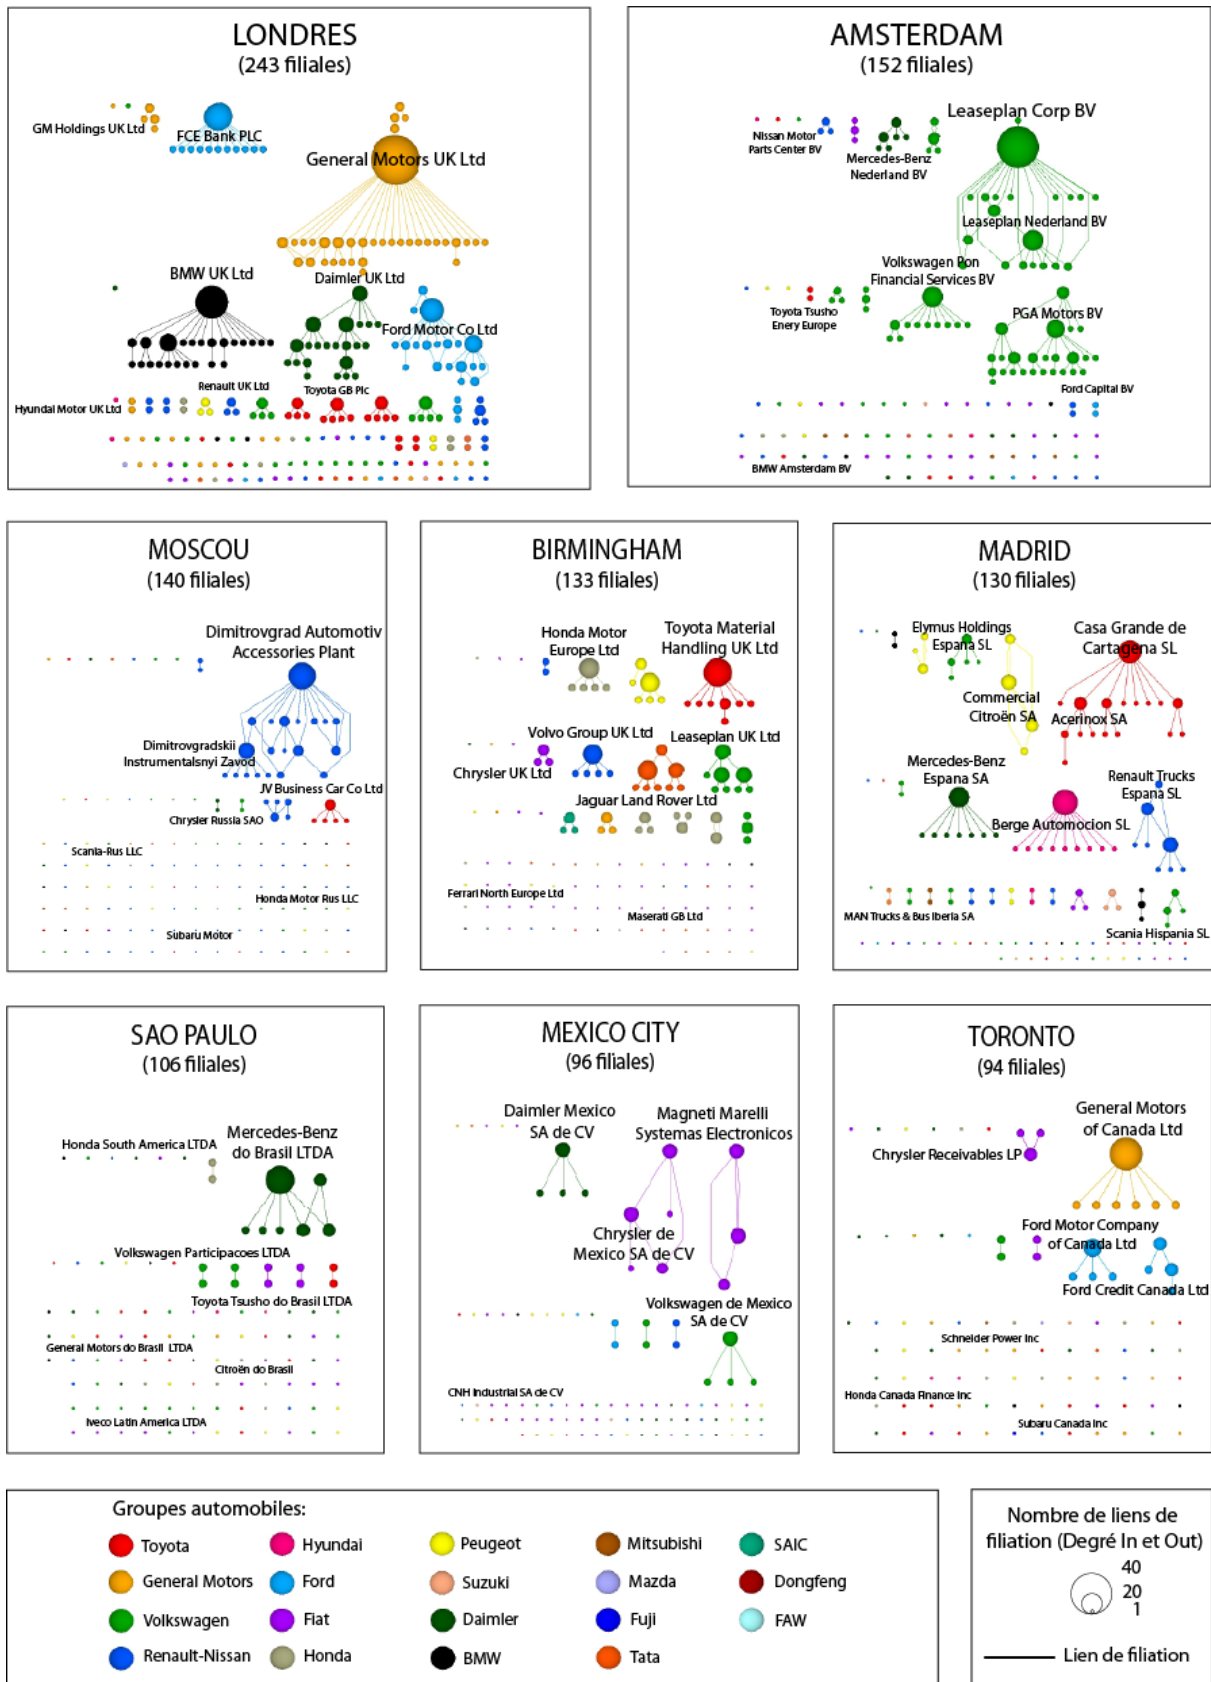 LONDRES
(243 filiales)
GM Holdings UK Ltd
FCE Bank PLC
General Motors UK Ltd
BMW UK Ltd
Daimler UK Ltd
Ford Motor Co Ltd
Renault UK Ltd
Toyota GB Plc
Hyundai Motor UK Ltd
AMSTERDAM
(152 filiales)
Leaseplan Corp BV
Nissan Motor
Parts Center BV
Mercedes-Benz
Nederland BV
Leaseplan Nederland BV
Volkswagen Pon
Financial Services BV
Toyota Tsusho
Enery Europe
PGA Motors BV
Ford Capital BV
BMW Amsterdam BV
MOSCOU
(140 filiales)
Dimitrovgrad Automotiv
Accessories Plant
Dimitrovgradskii
Instrumentalsnyi Zavod
JV Business Car Co Ltd
Chrysler Russia SAO
Scania-Rus LLC
Honda Motor Rus LLC
Subaru Motor
BIRMINGHAM
(133 filiales)
Honda Motor
Europe Ltd
Toyota Material
Handling UK Ltd
Volvo Group UK Ltd
Leaseplan UK Ltd
Chrysler UK Ltd
Jaguar Land Rover Ltd
Ferrari North Europe Ltd
Maserati GB Ltd
MADRID
(130 filiales)
Elymus Holdings
Espana SL
Casa Grande de
Cartagena SL
Commercial
Citroën SA
Acerinox SA
Mercedes-Benz
Espana SA
Renault Trucks
Espana SL
Berge Automocion SL
MAN Trucks & Bus Iberia SA
Scania Hispania SL
SAO PAULO
(106 filiales)
Honda South America LTDA
Mercedes-Benz
do Brasil LTDA
Volkswagen Participacoes LTDA
Toyota Tsusho do Brasil LTDA
General Motors do Brasil LTDA
Citroën do Brasil
Iveco Latin America LTDA
MEXICO CITY
(96 filiales)
Daimler Mexico
SA de CV
Magneti Marelli
Systemas Electronicos
Chrysler de
Mexico SA de CV
Volkswagen de Mexico
SA de CV
CNH Industrial SA de CV
TORONTO
(94 filiales)
General Motors
of Canada Ltd
Chrysler Receivables LP
Ford Motor Company
of Canada Ltd
Ford Credit Canada Ltd
Schneider Power Inc
Honda Canada Finance Inc
Subaru Canada Inc
Groupes automobiles:
Toyota
Hyundai
Peugeot
Mitsubishi
SAIC
General Motors
Ford
Suzuki
Mazda
Dongfeng
Volkswagen
Fiat
Daimler
Fuji
FAW
Renault-Nissan
Honda
BMW
Tata
Nombre de liens de
filiation (Degré In et Out)
40
20
1
Lien de filiation